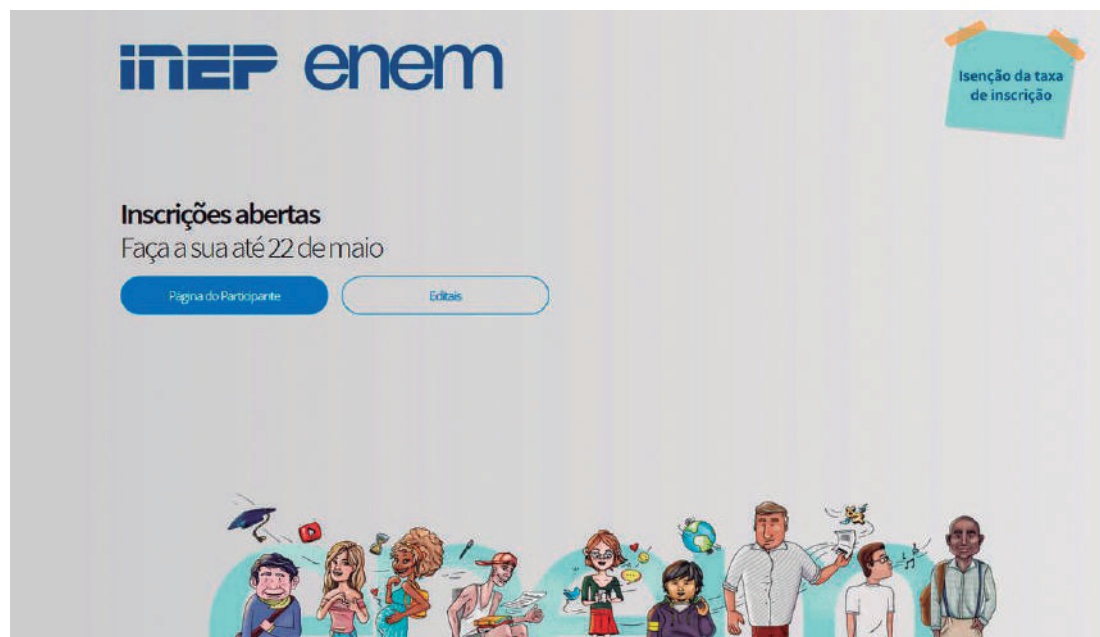 inep enem
Isenção da taxa
de inscrição
Inscrições abertas
Faça a sua até 22 de maio
Página do Participante
Editais
enem